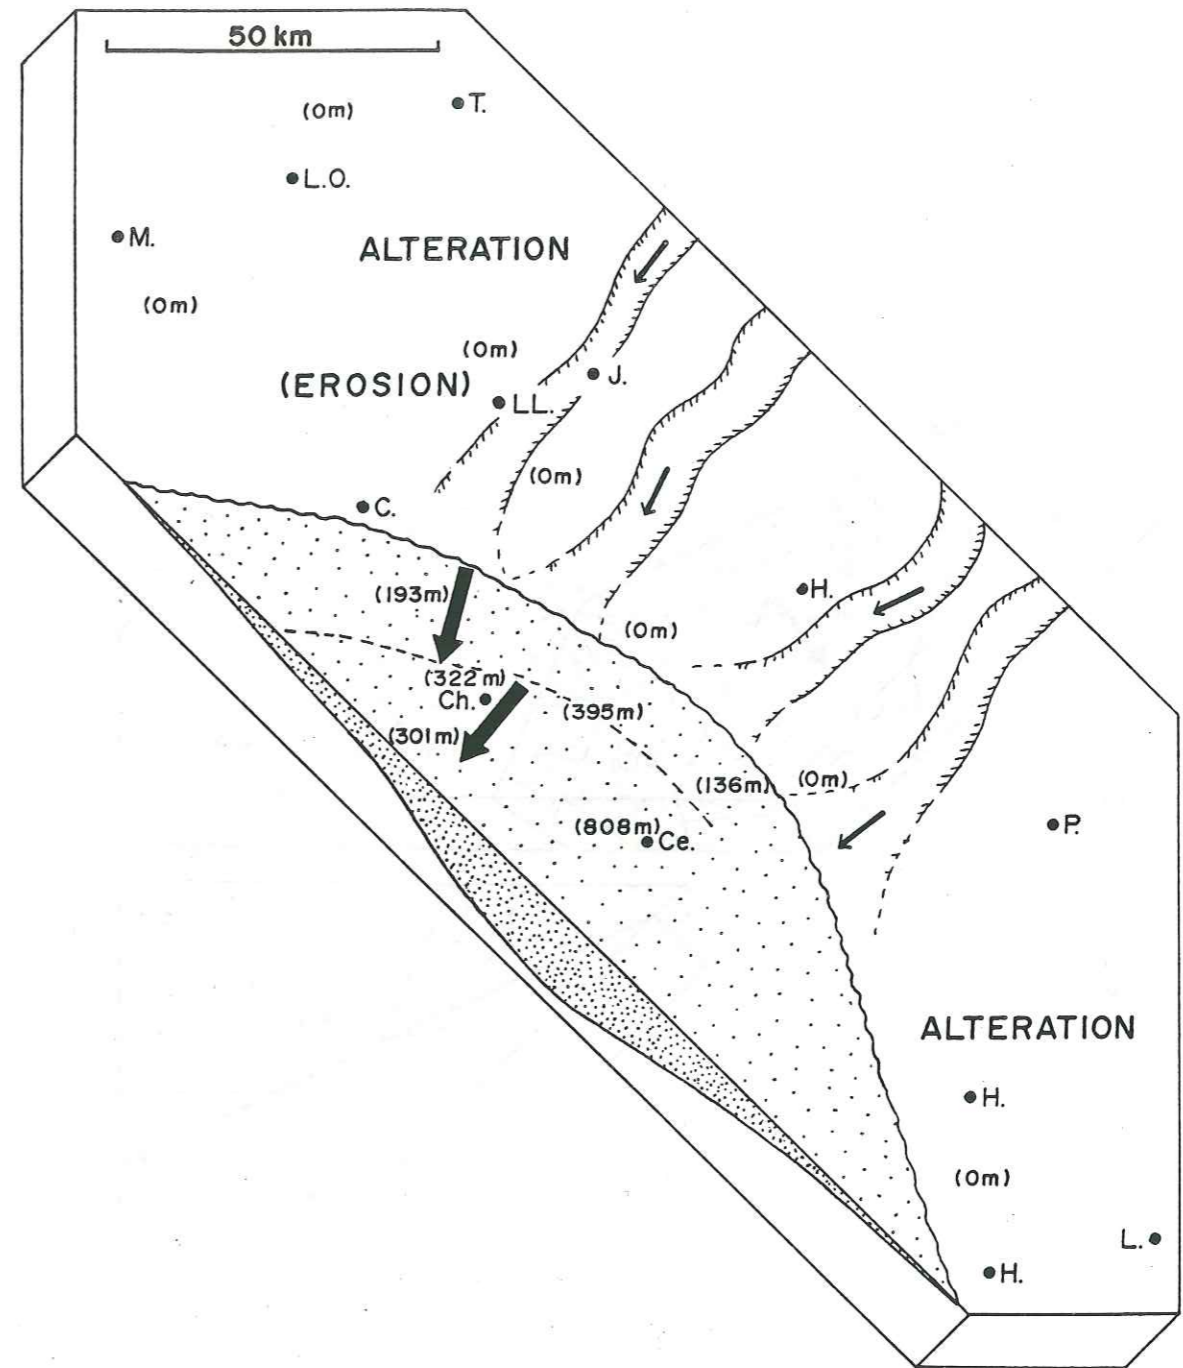 50 km
(0m)
T.
L.O.
M.
ALTERATION
(0m)
(0m)
J.
(EROSION)
LL.
(0m)
C.
(193m)
H.
(0m)
(322m)
Ch.
(395m)
(301m)
(136m)
(0m)
(808m)
Ce.
P.
ALTERATION
H.
(0m)
L.
H.